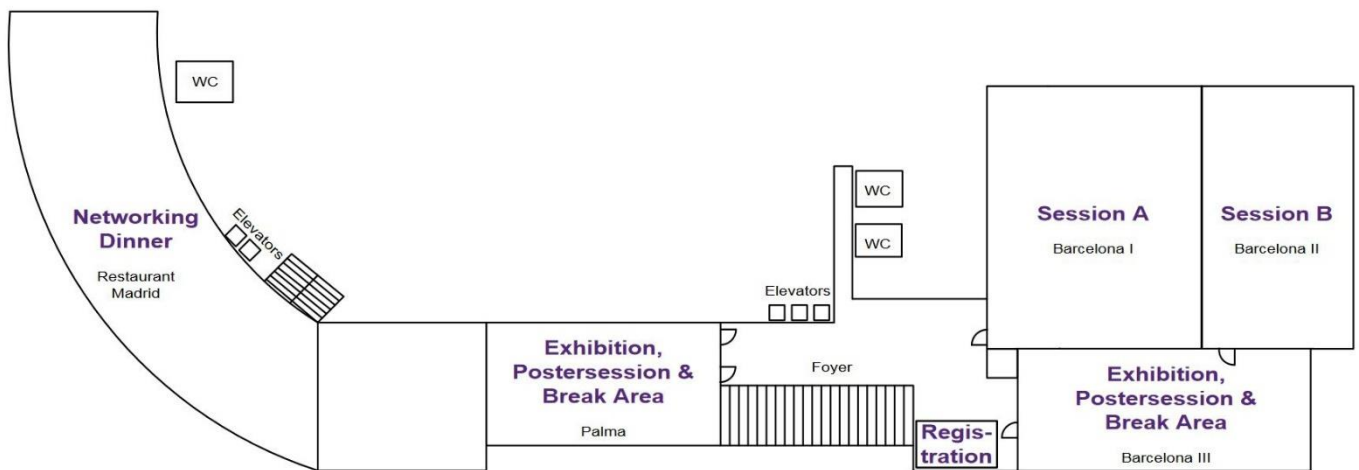 WC
Networking
Dinner
Restaurant
Madrid
Elevators
Exhibition,
Postersession &
Break Area
Palma
Elevators
WC
WC
Foyer
Regis-
tration
Session A
Barcelona I
Session B
Barcelona II
Exhibition,
Postersession &
Break Area
Barcelona III